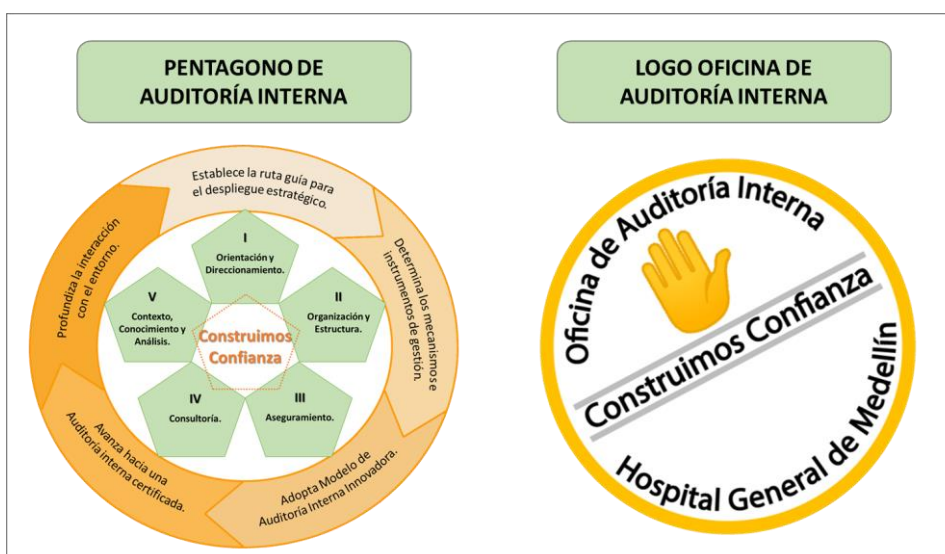 PENTAGONO DE
AUDITORÍA INTERNA
Establece la ruta guía para
el despliegue estratégico.
Determina los mecanismos e
instrumentos de gestión.
Adopta Modelo de
Auditoría Interna Innovadora.
Avanza hacia una
Auditoría interna certificada.
Profundiza la interacción
con el entorno.
I
Orientación y
Direccionamiento.
II
Organización y
Estructura.
III
Aseguramiento.
IV
Consultoría.
V
Contexto,
Conocimiento y
Análisis.
Construimos
Confianza
LOGO OFICINA DE
AUDITORÍA INTERNA
Oficina de Auditoría Interna
Construimos Confianza
Hospital General de Medellín